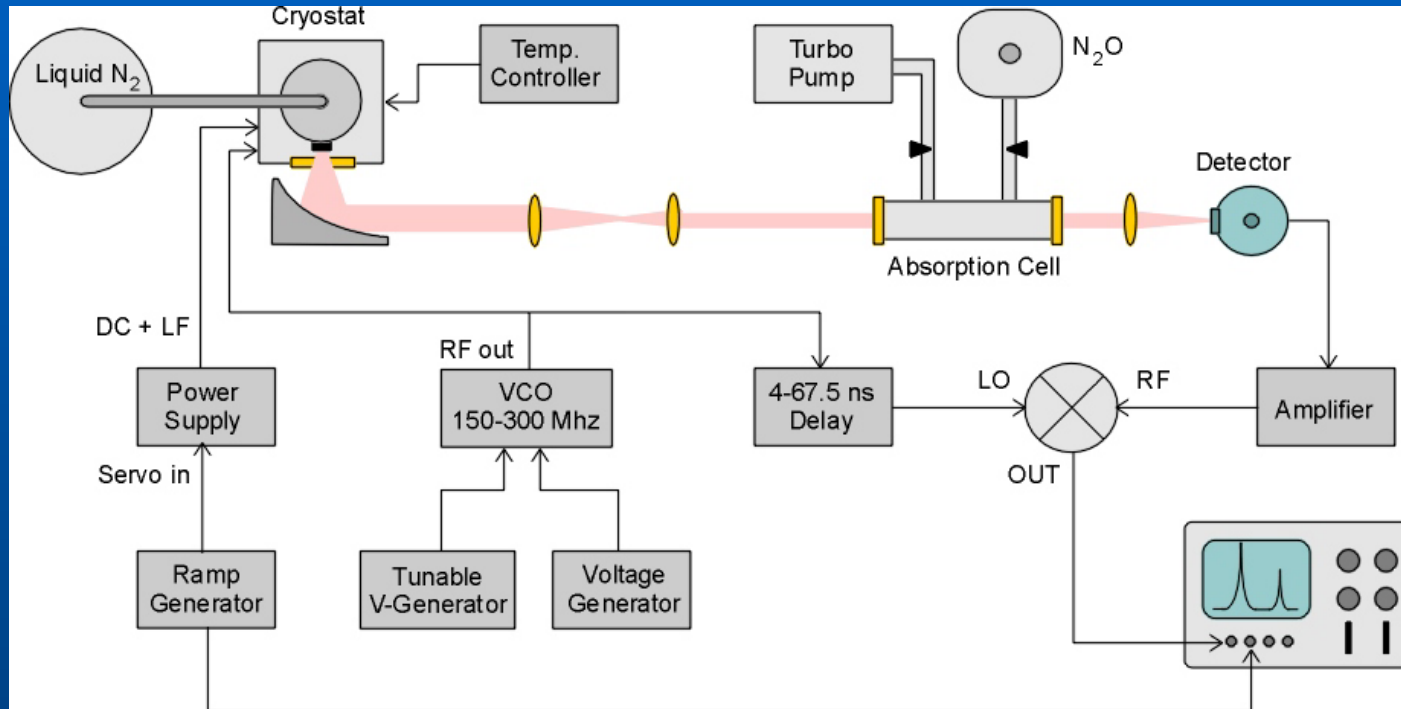 Cryostat
Liquid N₂
Temp.
Controller
Turbo
Pump
N₂O
Detector
Absorption Cell
DC + LF
RF out
Power
Supply
VCO
150-300 Mhz
4-67.5 ns
Delay
LO
RF
Amplifier
Servo in
OUT
Ramp
Generator
Tunable
V-Generator
Voltage
Generator